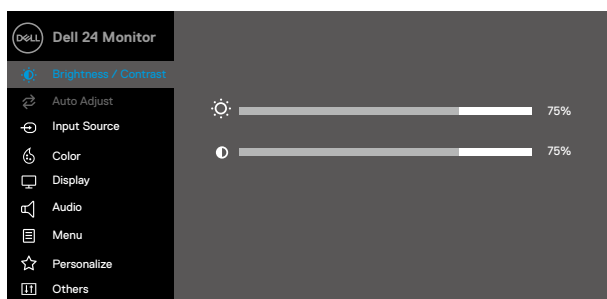 DELL Dell 24 Monitor
Brightness / Contrast
Auto Adjust
Input Source
75%
Color
75%
Display
Audio
Menu
Personalize
Others